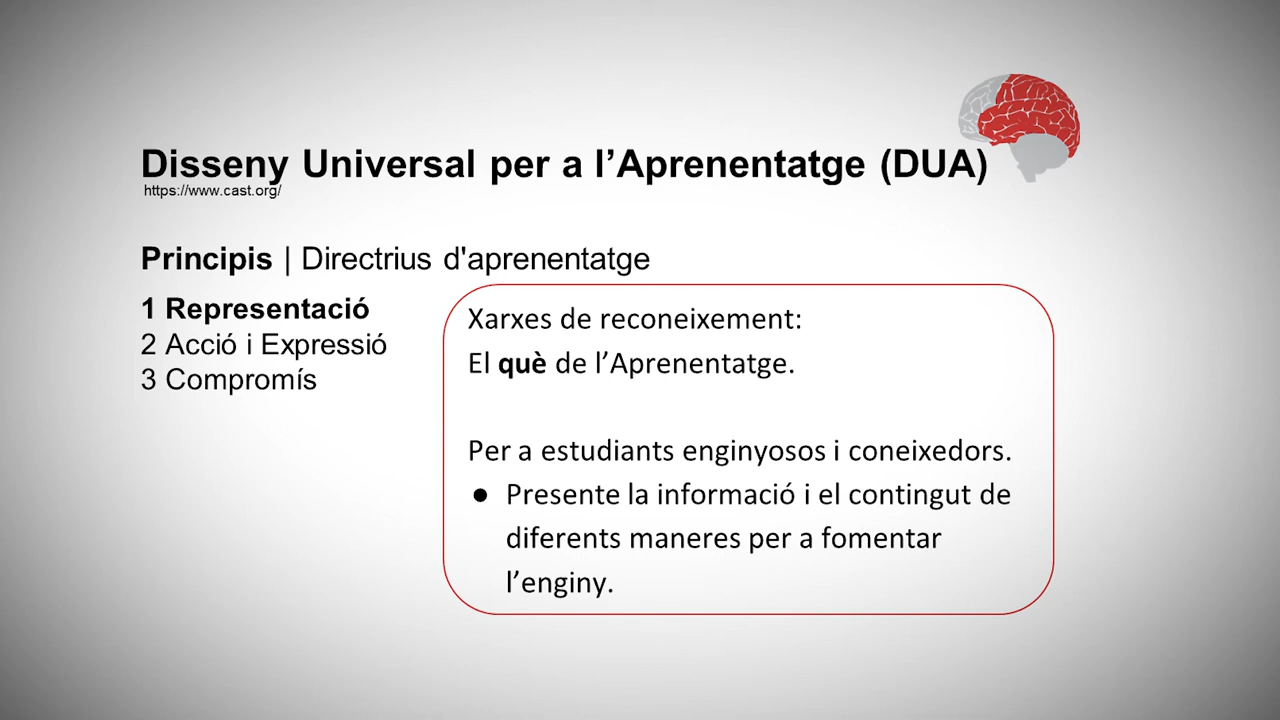 Disseny Universal per a l’Aprenentatge (DUA)
https://www.cast.org/
Principis | Directrius d'aprenentatge
1 Representació
2 Acció i Expressió
3 Compromís
Xarxes de reconeixement:
El què de l’Aprenentatge.
Per a estudiants enginyosos i coneixedors.
● Presente la informació i el contingut de
diferents maneres per a fomentar
l’enginy.